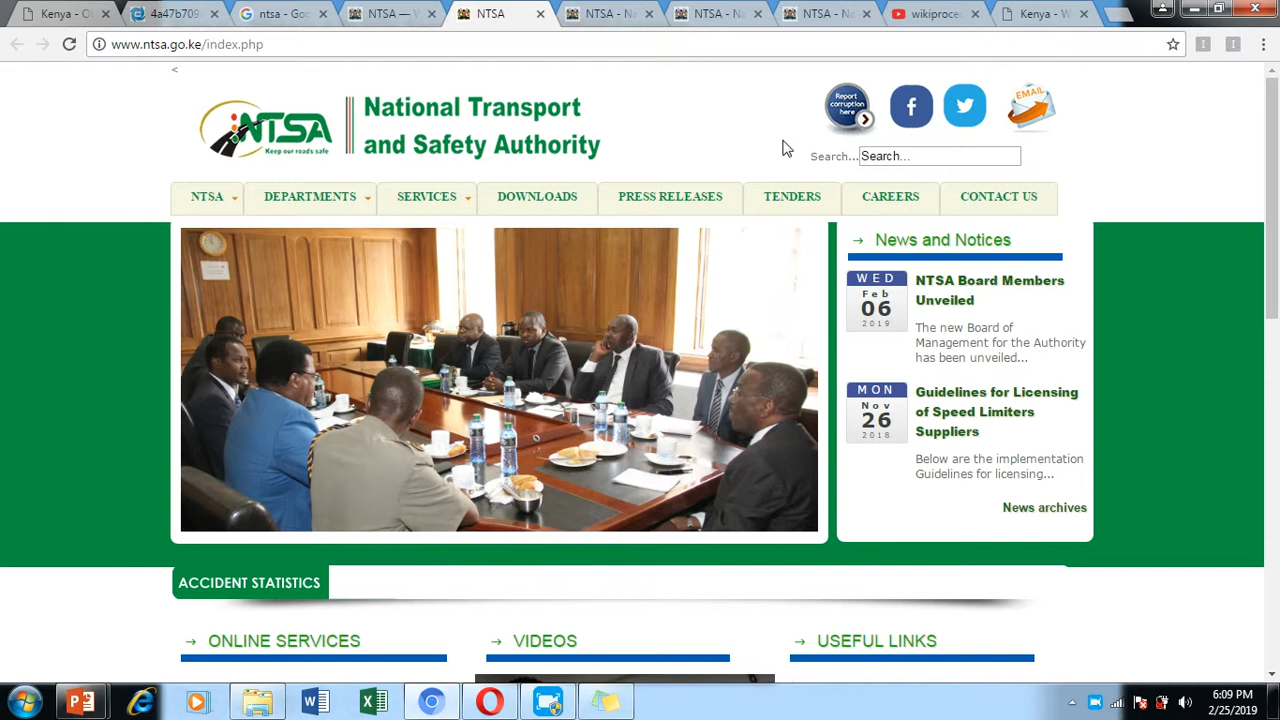 Kenya - O
4a47b709
ntsa - Goo
NTSA — W
NTSA
NTSA - Na
NTSA - Na
NTSA - Na
wikiproce
Kenya - W
www.ntsa.go.ke/index.php
<
NTSA
Keep our roads safe
National Transport
and Safety Authority
Report
corruption
here
EMAIL
Search...
Search...
NTSA
DEPARTMENTS
SERVICES
DOWNLOADS
PRESS RELEASES
TENDERS
CAREERS
CONTACT US
News and Notices
WED
Feb
06
2019
NTSA Board Members
Unveiled
The new Board of
Management for the Authority
has been unveiled...
MON
Nov
26
2018
Guidelines for Licensing
of Speed Limiters
Suppliers
Below are the implementation
Guidelines for licensing...
News archives
ACCIDENT STATISTICS
ONLINE SERVICES
VIDEOS
USEFUL LINKS
6:09 PM
2/25/2019